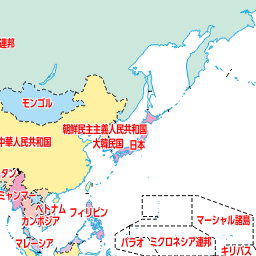 連邦
モンゴル
朝鮮民主主義人民共和国
中華人民共和国
大韓民国
日本
タン
ミャンマー
ベトナム
カンボジア
フィリピン
マーシャル諸島
マレーシア
パラオ
ミクロネシア連邦
キリバス